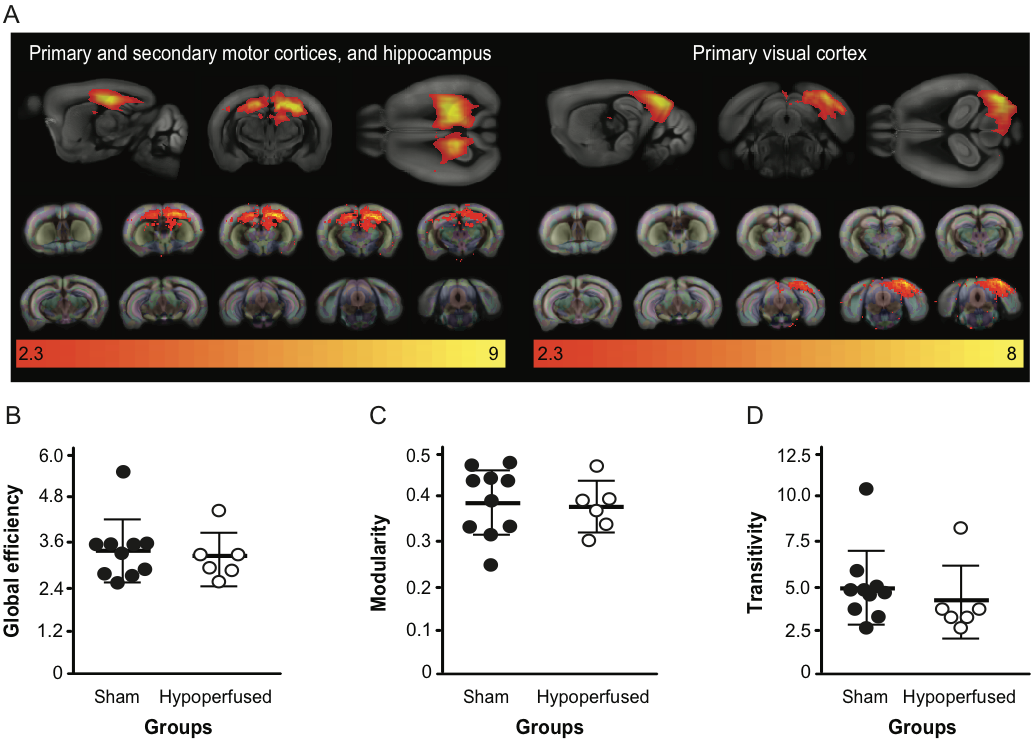 A
Primary and secondary motor cortices, and hippocampus
Primary visual cortex
2.3
9
2.3
8
B
Global efficiency
6.0
4.8
3.6
2.4
1.2
0
Sham
Hypoperfused
Groups
C
Modularity
0.5
0.4
0.3
0.2
0.1
0
Sham
Hypoperfused
Groups
D
Transitivity
12.5
10.0
7.5
5.0
2.5
0
Sham
Hypoperfused
Groups